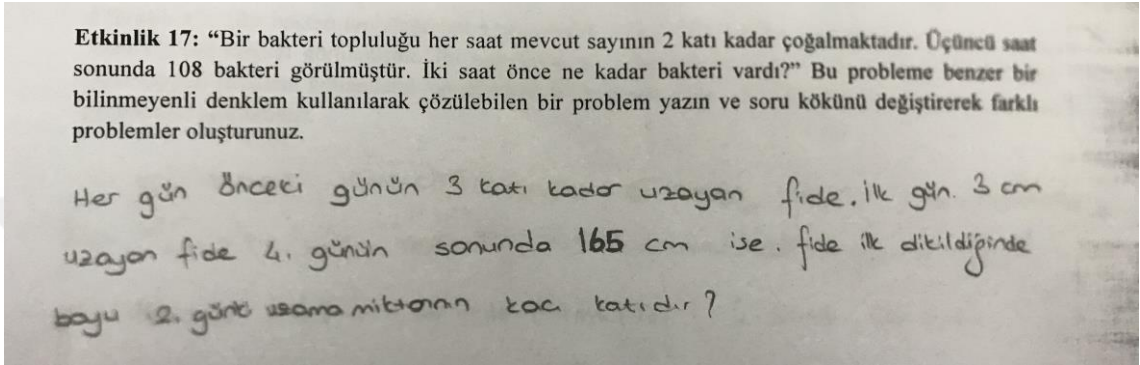 Etkinlik 17: “Bir bakteri topluluğu her saat mevcut sayının 2 katı kadar çoğalmaktadır. Üçüncü saat
sonunda 108 bakteri görülmüştür. İki saat önce ne kadar bakteri vardı?” Bu probleme benzer bir
bilinmeyenli denklem kullanılarak çözülebilen bir problem yazın ve soru kökünü değiştirerek farklı
problemler oluşturunuz.
Her gün önceki günün 3 katı kadar uzayan fide. İlk gün. 3 cm
uzayan fide 4. günün sonunda 165 cm ise. fide ilk dikildiğinde
boyu 2. günkü uzama miktarının kaç katıdır?